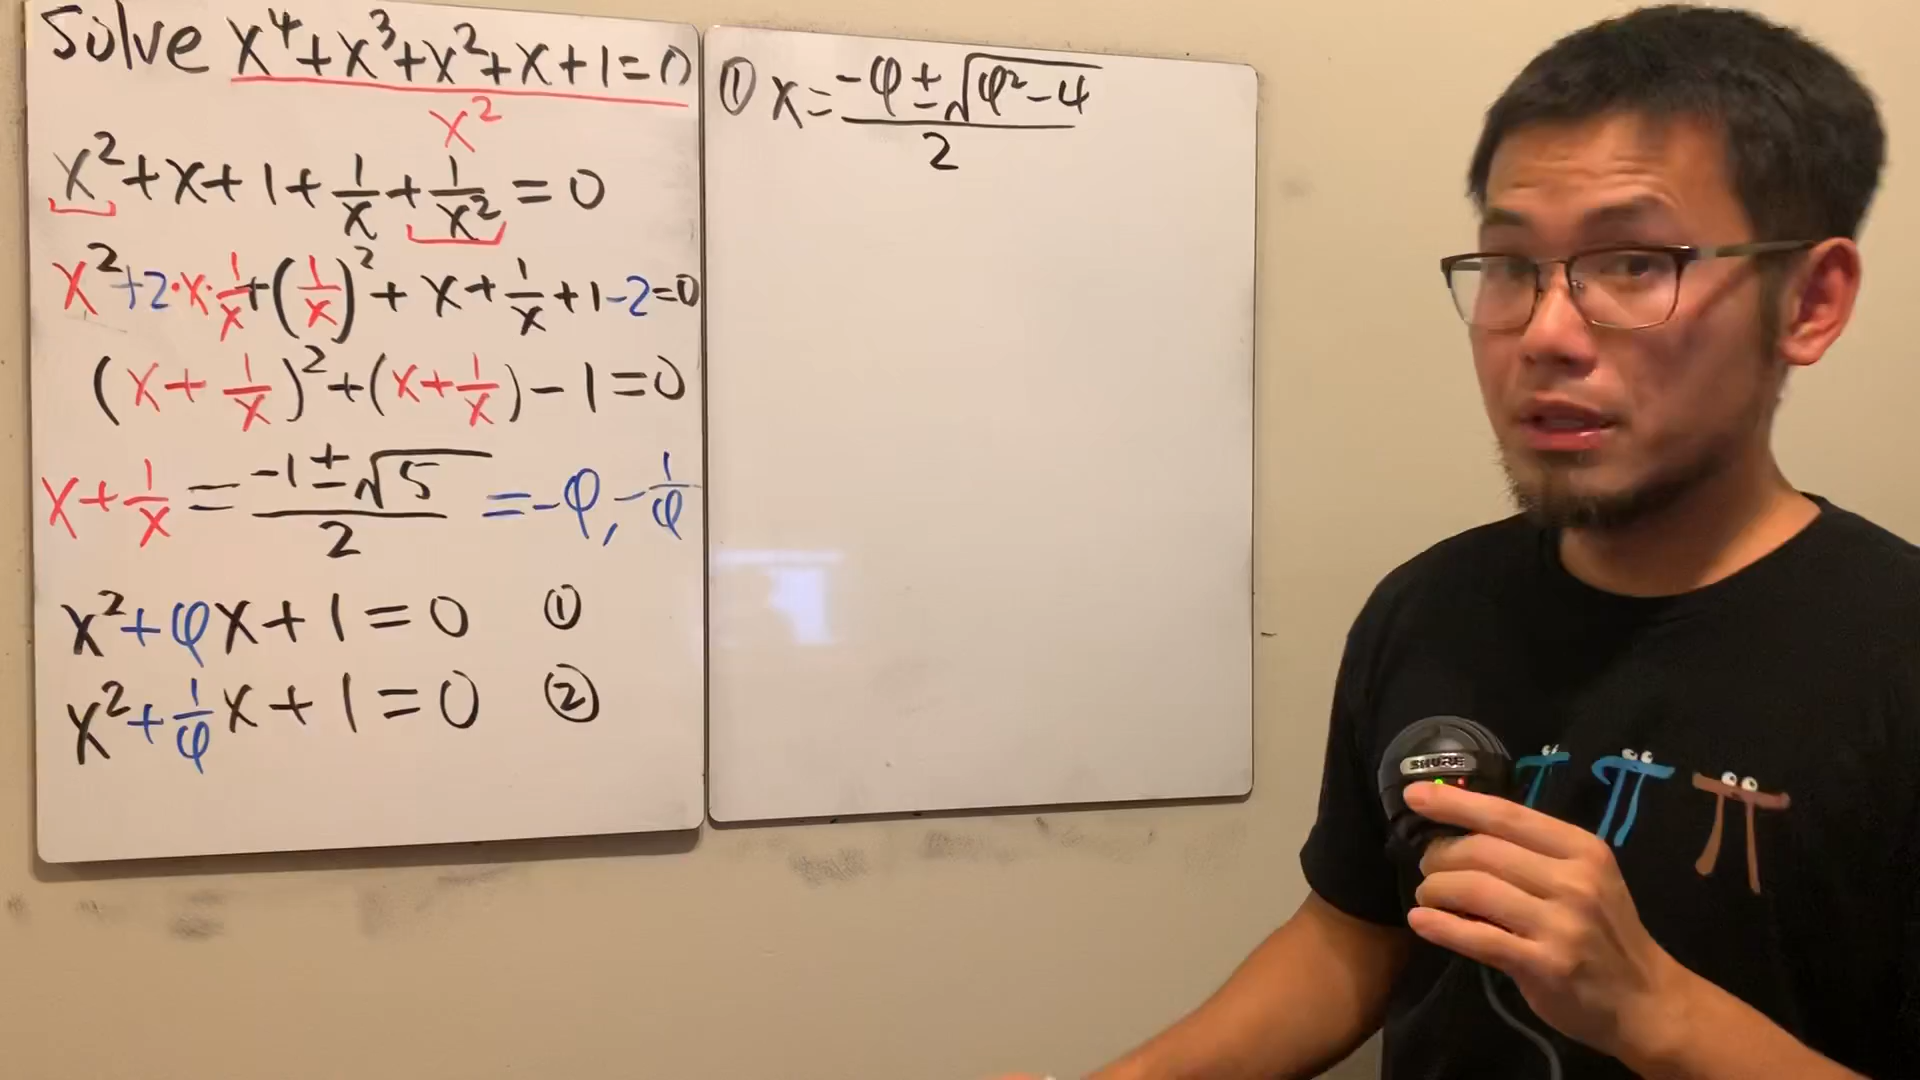 Solve x⁴+x³+x²+x+1=0
x²
x²+x+1+1/x+1/x²=0
x²+2·x·1/x+(1/x)²+x+1/x+1-2=0
(x+1/x)²+(x+1/x)-1=0
x+1/x=(-1±√5)/2=-φ,-1/φ
x²+φx+1=0 ①
x²+1/φx+1=0 ②
① x=(-φ±√(φ²-4))/2
SHURE
π π π